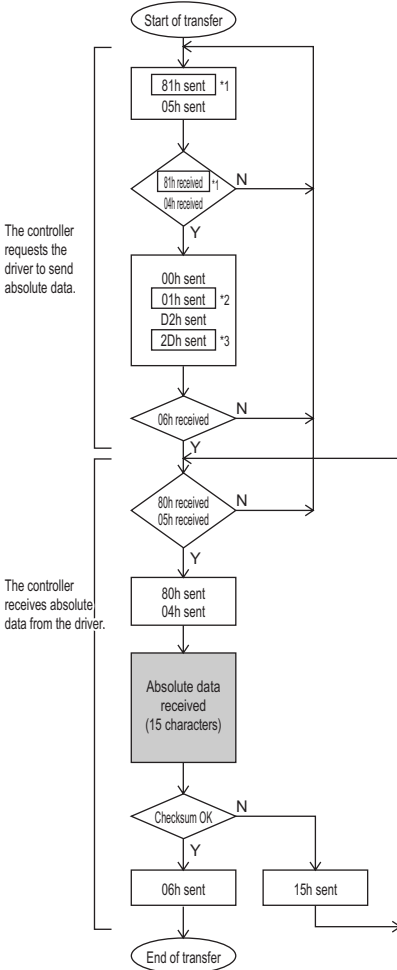 Start of transfer
81h sent *1
05h sent
81h received *1
04h received
N
Y
The controller
requests the
driver to send
absolute data.
00h sent
01h sent *2
D2h sent
2Dh sent *3
06h received
N
Y
80h received
05h received
N
Y
The controller
receives absolute
data from the driver.
80h sent
04h sent
Absolute data
received
(15 characters)
Checksum OK
N
Y
06h sent
15h sent
End of transfer